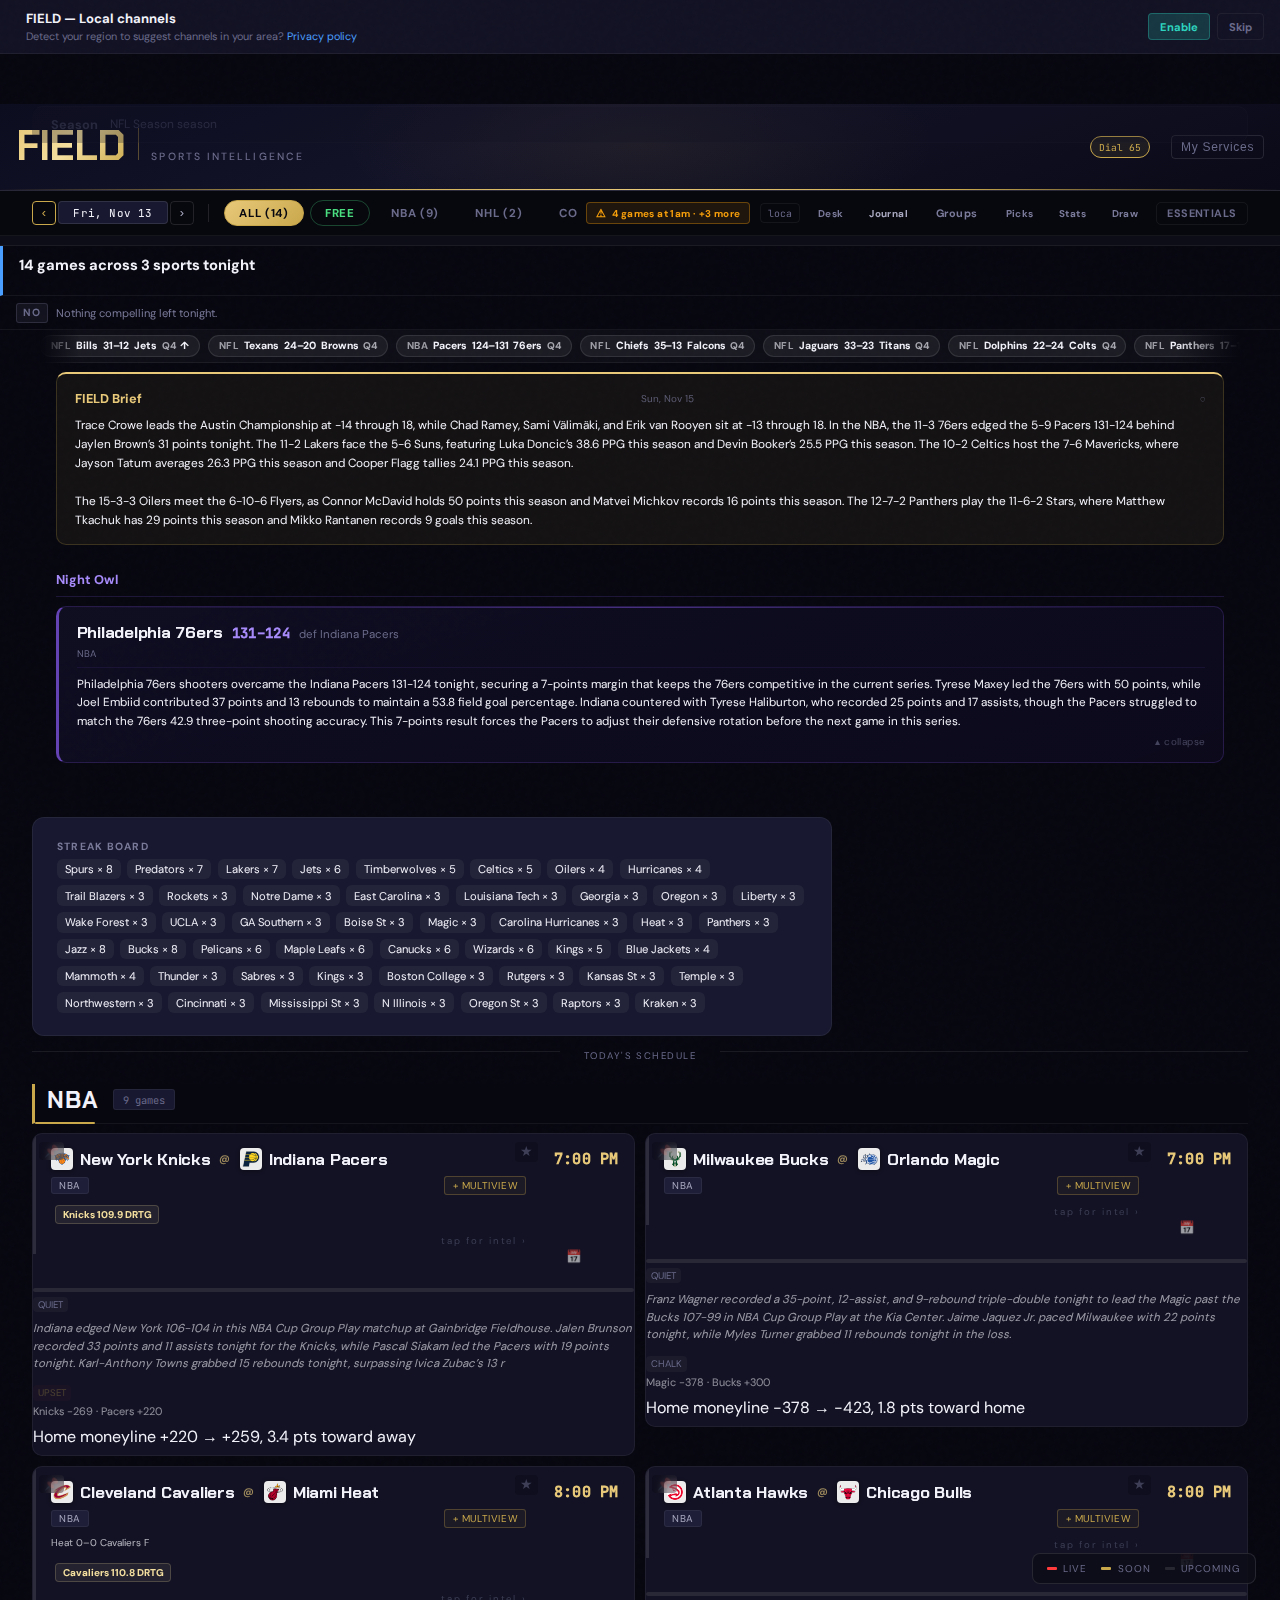 FIELD — Local channels
Detect your region to suggest channels in your area? Privacy policy
Enable
Skip
Season NFL Season season
FIELD
SPORTS INTELLIGENCE
Dial 65
My Services
‹ Fri, Nov 13 ›
ALL (14)
FREE
NBA (9)
NHL (2)
CO
⚠ 4 games at 1am · +3 more
loca
Desk
Journal
Groups
Picks
Stats
Draw
ESSENTIALS
14 games across 3 sports tonight
NO Nothing compelling left tonight.
NFL Bills 31–12 Jets Q4 ↑
NFL Texans 24–20 Browns Q4
NBA Pacers 124–131 76ers Q4
NFL Chiefs 35–13 Falcons Q4
NFL Jaguars 33–23 Titans Q4
NFL Dolphins 22–24 Colts Q4
NFL Panthers 17–
FIELD Brief
Sun, Nov 15
Trace Crowe leads the Austin Championship at -14 through 18, while Chad Ramey, Sami Välimäki, and Erik van Rooyen sit at -13 through 18. In the NBA, the 11-3 76ers edged the 5-9 Pacers 131-124 behind
Jaylen Brown's 31 points tonight. The 11-2 Lakers face the 5-6 Suns, featuring Luka Doncic's 38.6 PPG this season and Devin Booker's 25.5 PPG this season. The 10-2 Celtics host the 7-6 Mavericks, where
Jayson Tatum averages 26.3 PPG this season and Cooper Flagg tallies 24.1 PPG this season.
The 15-3-3 Oilers meet the 6-10-6 Flyers, as Connor McDavid holds 50 points this season and Matvei Michkov records 16 points this season. The 12-7-2 Panthers play the 11-6-2 Stars, where Matthew
Tkachuk has 29 points this season and Mikko Rantanen records 9 goals this season.
Night Owl
Philadelphia 76ers 131–124 def Indiana Pacers
NBA
Philadelphia 76ers shooters overcame the Indiana Pacers 131-124 tonight, securing a 7-points margin that keeps the 76ers competitive in the current series. Tyrese Maxey led the 76ers with 50 points, while
Joel Embiid contributed 37 points and 13 rebounds to maintain a 53.8 field goal percentage. Indiana countered with Tyrese Haliburton, who recorded 25 points and 17 assists, though the Pacers struggled to
match the 76ers 42.9 three-point shooting accuracy. This 7-points result forces the Pacers to adjust their defensive rotation before the next game in this series.
▴ collapse
STREAK BOARD
Spurs × 8 Predators × 7 Lakers × 7 Jets × 6 Timberwolves × 5 Celtics × 5 Oilers × 4 Hurricanes × 4
Trail Blazers × 3 Rockets × 3 Notre Dame × 3 East Carolina × 3 Louisiana Tech × 3 Georgia × 3 Oregon × 3 Liberty × 3
Wake Forest × 3 UCLA × 3 GA Southern × 3 Boise St × 3 Magic × 3 Carolina Hurricanes × 3 Heat × 3 Panthers × 3
Jazz × 8 Bucks × 8 Pelicans × 6 Maple Leafs × 6 Canucks × 6 Wizards × 6 Kings × 5 Blue Jackets × 4
Mammoth × 4 Thunder × 3 Sabres × 3 Kings × 3 Boston College × 3 Rutgers × 3 Kansas St × 3 Temple × 3
Northwestern × 3 Cincinnati × 3 Mississippi St × 3 N Illinois × 3 Oregon St × 3 Raptors × 3 Kraken × 3
TODAY'S SCHEDULE
NBA 9 games
New York Knicks @ Indiana Pacers ★ 7:00 PM
NBA
+ MULTIVIEW
Knicks 109.9 DRTG
tap for intel ›
QUIET
Indiana edged New York 106-104 in this NBA Cup Group Play matchup at Gainbridge Fieldhouse. Jalen Brunson
recorded 33 points and 11 assists tonight for the Knicks, while Pascal Siakam led the Pacers with 19 points
tonight. Karl-Anthony Towns grabbed 15 rebounds tonight, surpassing Ivica Zubac's 13 r
UPSET
Knicks -269 · Pacers +220
Home moneyline +220 → +259, 3.4 pts toward away
Milwaukee Bucks @ Orlando Magic ★ 7:00 PM
NBA
+ MULTIVIEW
tap for intel ›
QUIET
Franz Wagner recorded a 35-point, 12-assist, and 9-rebound triple-double tonight to lead the Magic past the
Bucks 107-99 in NBA Cup Group Play at the Kia Center. Jaime Jaquez Jr. paced Milwaukee with 22 points
tonight, while Myles Turner grabbed 11 rebounds tonight in the loss.
CHALK
Magic -378 · Bucks +300
Home moneyline -378 → -423, 1.8 pts toward home
Cleveland Cavaliers @ Miami Heat ★ 8:00 PM
NBA
+ MULTIVIEW
Heat 0–0 Cavaliers F
Cavaliers 110.8 DRTG
tap for intel ›
Atlanta Hawks @ Chicago Bulls ★ 8:00 PM
NBA
+ MULTIVIEW
tap for intel ›
LIVE SOON UPCOMING